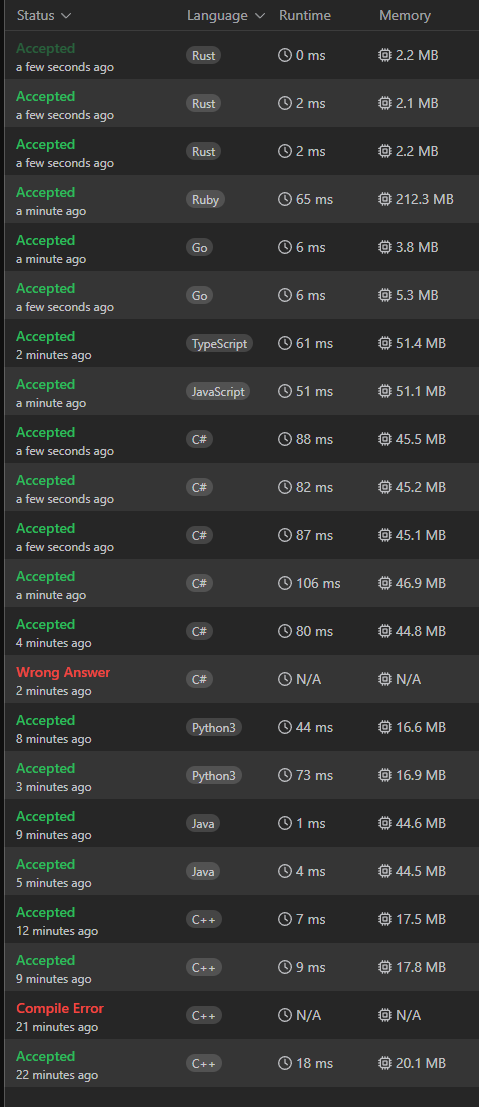 Status Language Runtime Memory
Accepted
a few seconds ago Rust 0 ms 2.2 MB
Accepted
a few seconds ago Rust 2 ms 2.1 MB
Accepted
a few seconds ago Rust 2 ms 2.2 MB
Accepted
a minute ago Ruby 65 ms 212.3 MB
Accepted
a minute ago Go 6 ms 3.8 MB
Accepted
a few seconds ago Go 6 ms 5.3 MB
Accepted
2 minutes ago TypeScript 61 ms 51.4 MB
Accepted
a minute ago JavaScript 51 ms 51.1 MB
Accepted
a few seconds ago C# 88 ms 45.5 MB
Accepted
a few seconds ago C# 82 ms 45.2 MB
Accepted
a few seconds ago C# 87 ms 45.1 MB
Accepted
a minute ago C# 106 ms 46.9 MB
Accepted
4 minutes ago C# 80 ms 44.8 MB
Wrong Answer
2 minutes ago C# N/A N/A
Accepted
8 minutes ago Python3 44 ms 16.6 MB
Accepted
3 minutes ago Python3 73 ms 16.9 MB
Accepted
9 minutes ago Java 1 ms 44.6 MB
Accepted
5 minutes ago Java 4 ms 44.5 MB
Accepted
12 minutes ago C++ 7 ms 17.5 MB
Accepted
9 minutes ago C++ 9 ms 17.8 MB
Compile Error
21 minutes ago C++ N/A N/A
Accepted
22 minutes ago C++ 18 ms 20.1 MB